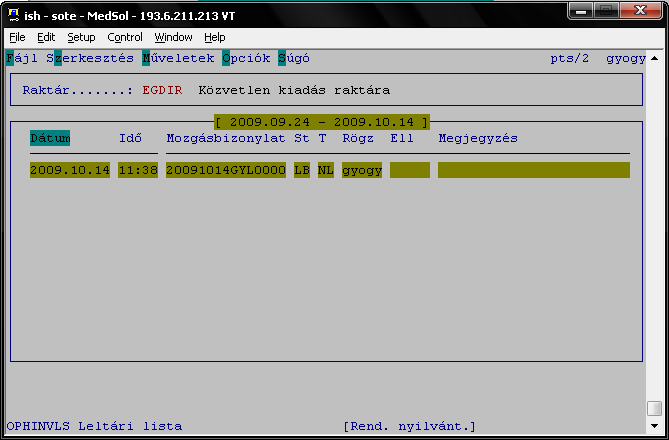 ish - sote - MedSol - 193.6.211.213 VT
File Edit Setup Control Window Help
Fájl Szerkesztés Műveletek Opciók Súgó pts/2 gyogy
Raktár.......: EGDIR Közvetlen kiadás raktára
[ 2009.09.24 - 2009.10.14 ]
Dátum Idő Mozgásbizonylat St T Rögz Ell Megjegyzés
2009.10.14 11:38 20091014GYL0000 LB NL gyogy
OPHINVLS Leltári lista [Rend. nyilvánt.]